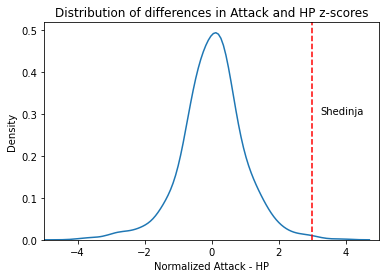 Distribution of differences in Attack and HP z-scores
0.5
0.4
Shedinja
0.3
Density
0.2
0.1
0.0
−4
−2
0
2
4
Normalized Attack - HP